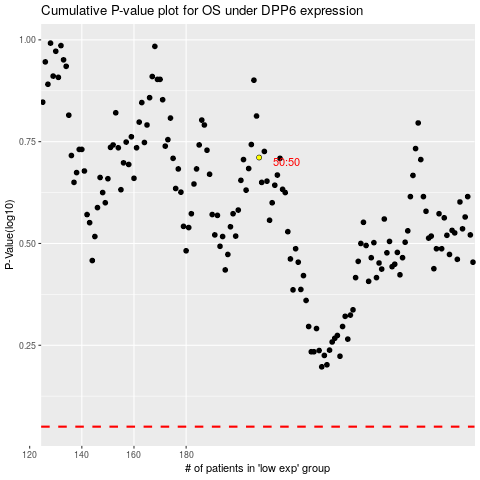 Cumulative P-value plot for OS under DPP6 expression
P-Value(log10)
1.00
0.75
0.50
0.25
50:50
120 140 160 180
# of patients in 'low exp' group